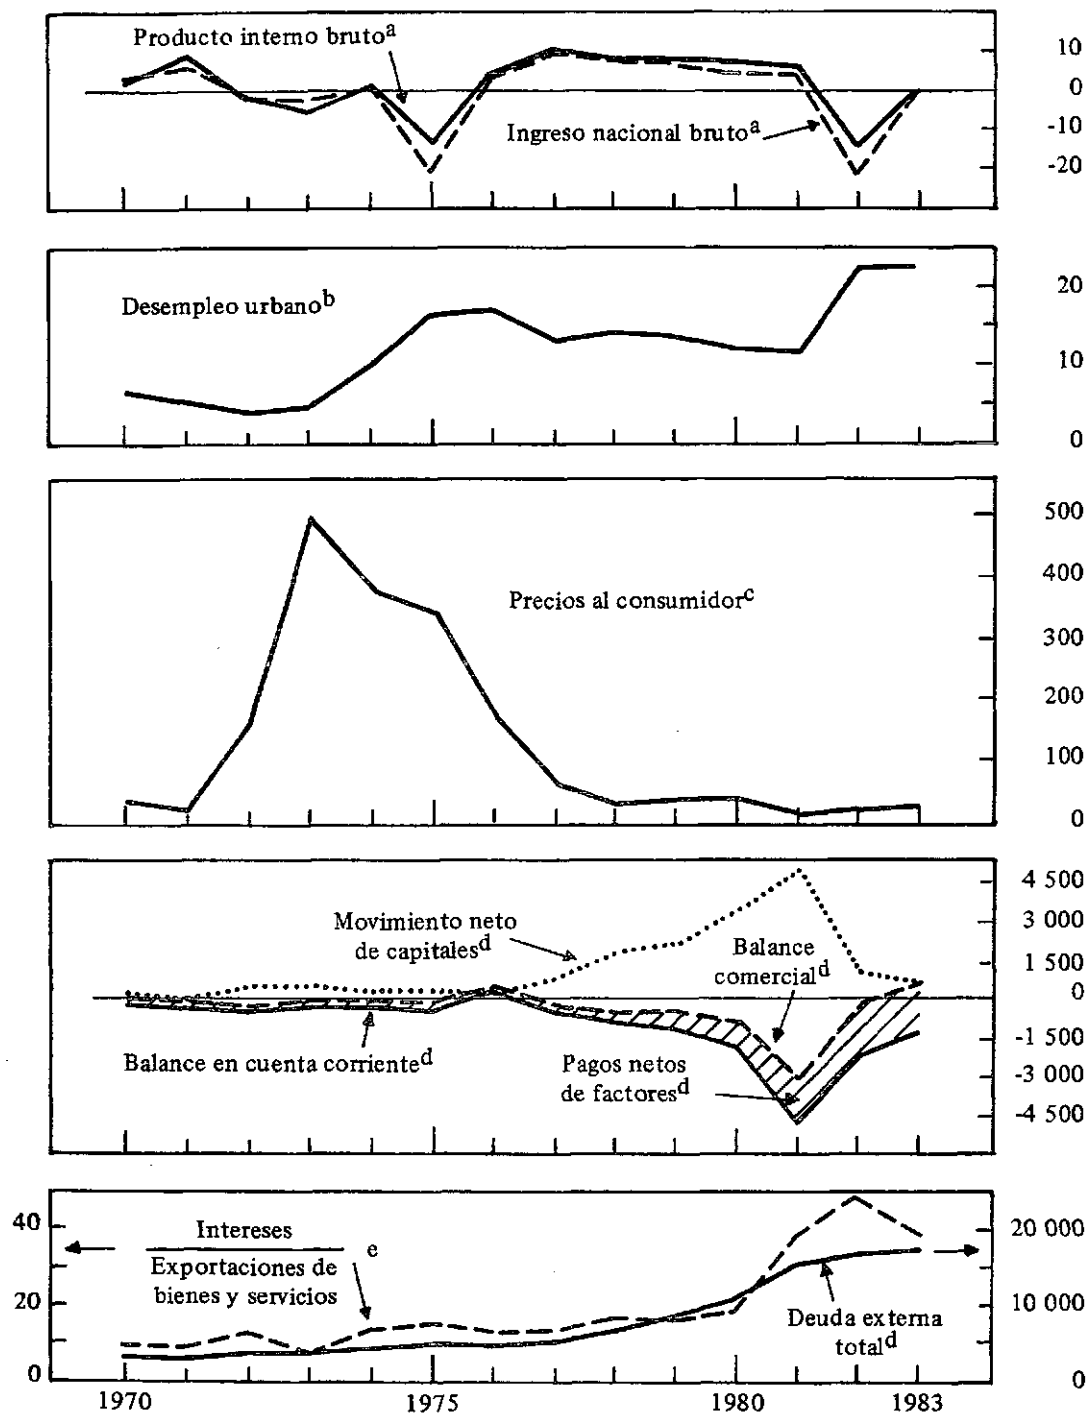 Producto interno bruto^a
Ingreso nacional bruto^a
10
0
-10
-20
Desempleo urbano^b
20
10
0
Precios al consumidor^c
500
400
300
200
100
0
Movimiento neto
de capitales^d
Balance
comercial^d
Balance en cuenta corriente^d
Pagos netos
de factores^d
4 500
3 000
1 500
0
-1 500
-3 000
-4 500
40
20
0
Intereses
Exportaciones de
bienes y servicios
e
Deuda externa
total^d
20 000
10 000
0
1970
1975
1980
1983